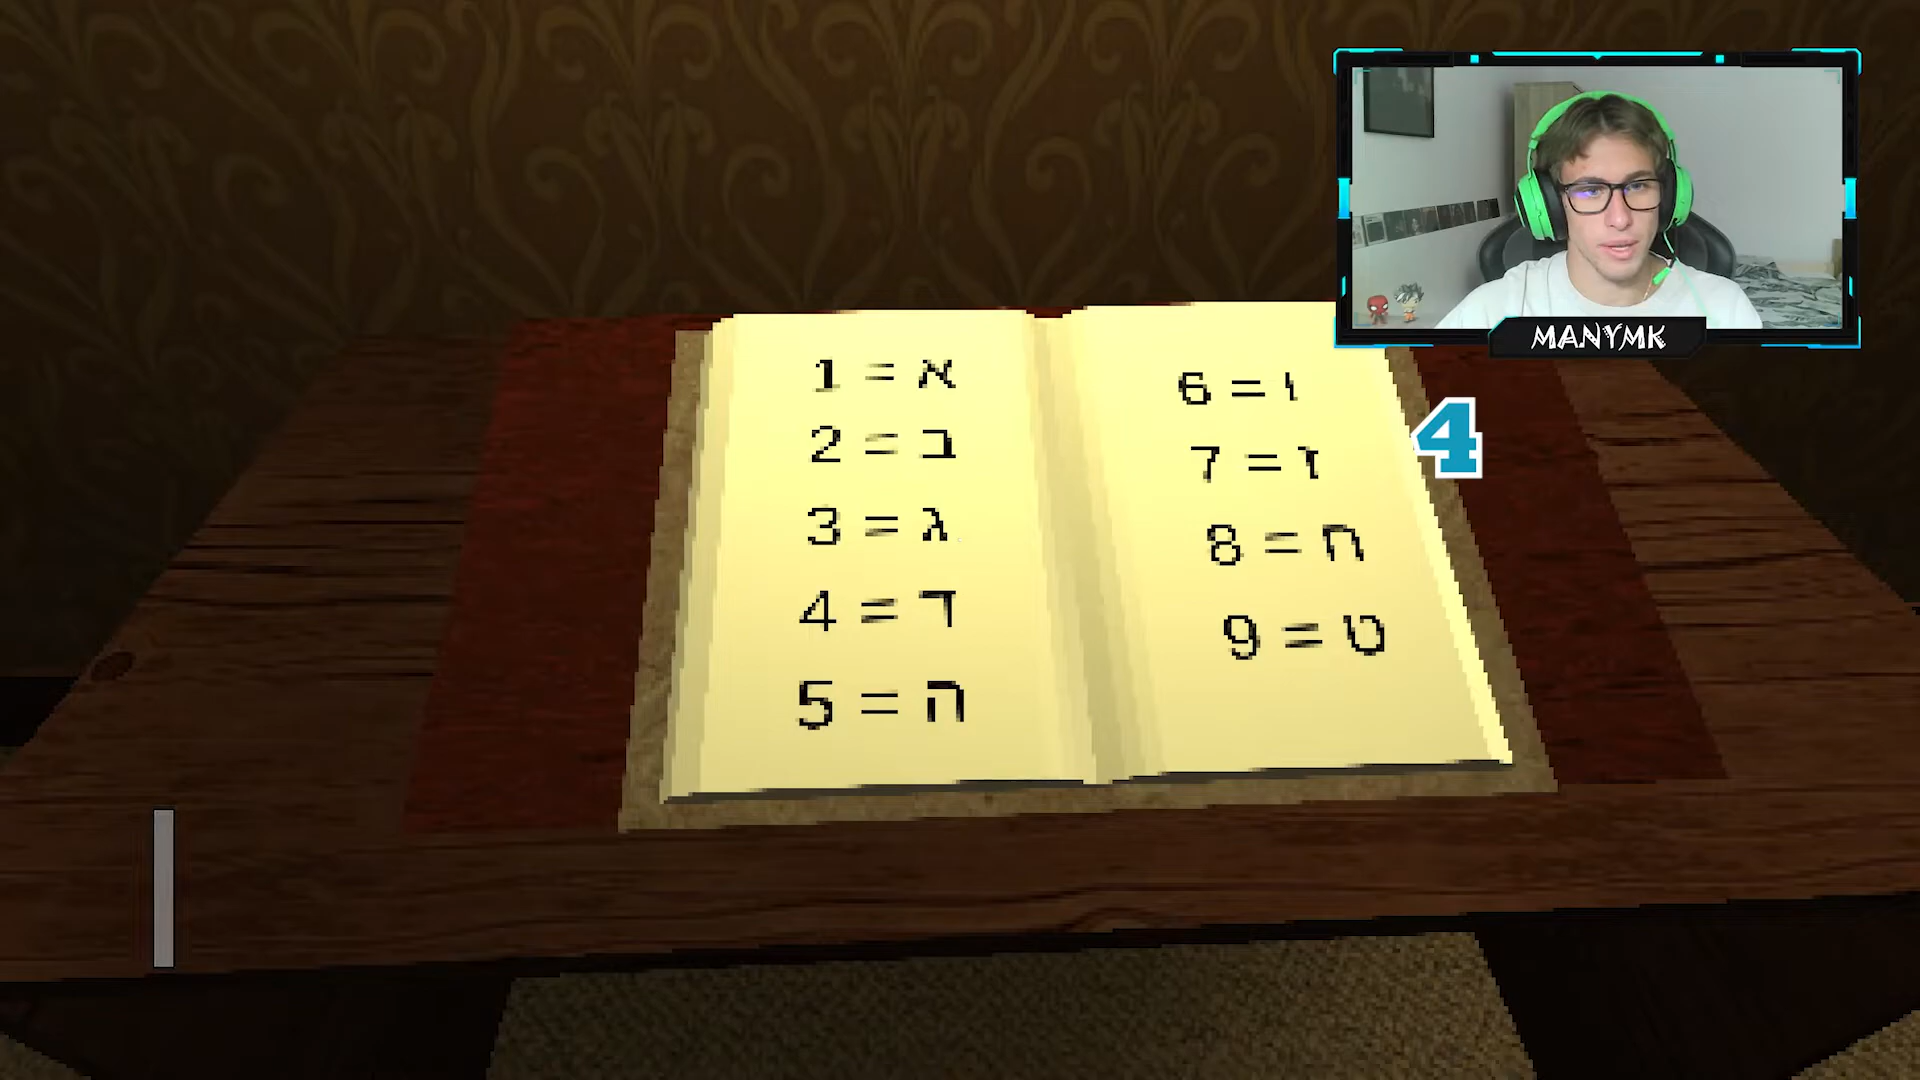 MANYMK
1 = א
2 = ב
3 = ג
4 = ד
5 = ה
6 = ו
7 = ז
8 = ח
9 = ט
4